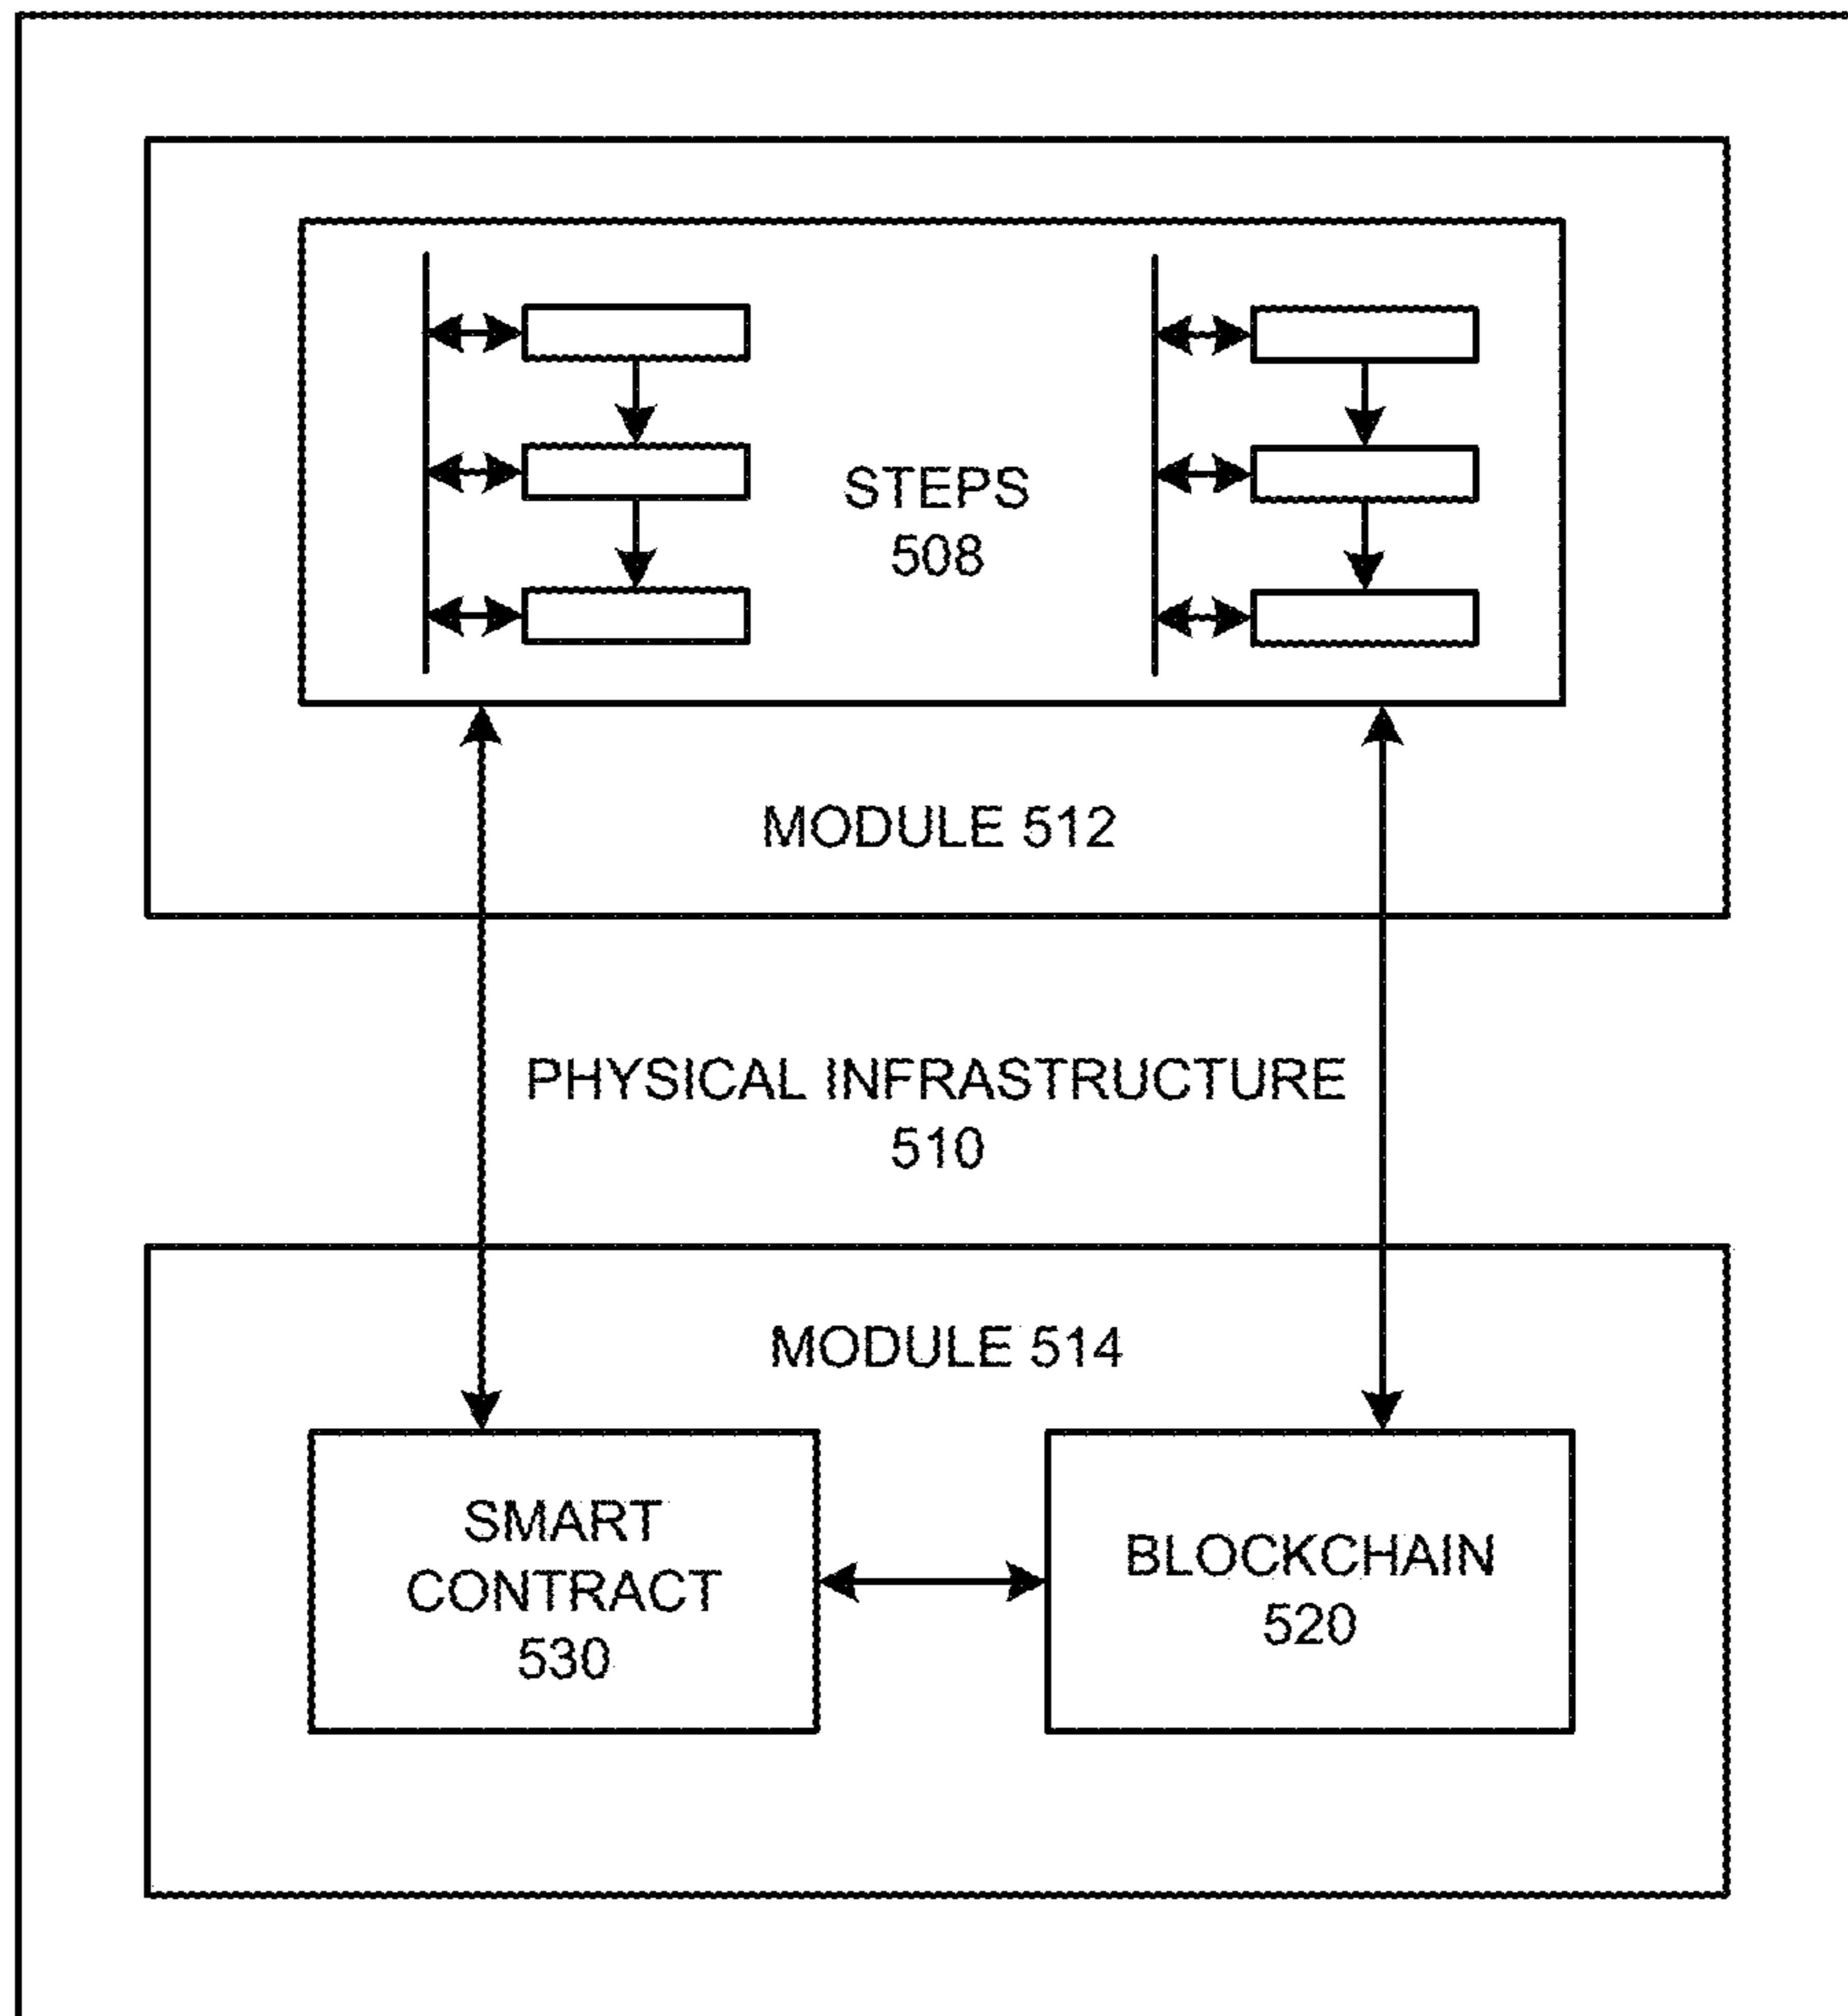 STEPS
508
MODULE 512
PHYSICAL INFRASTRUCTURE
510
MODULE 514
SMART
CONTRACT
530
BLOCKCHAIN
520